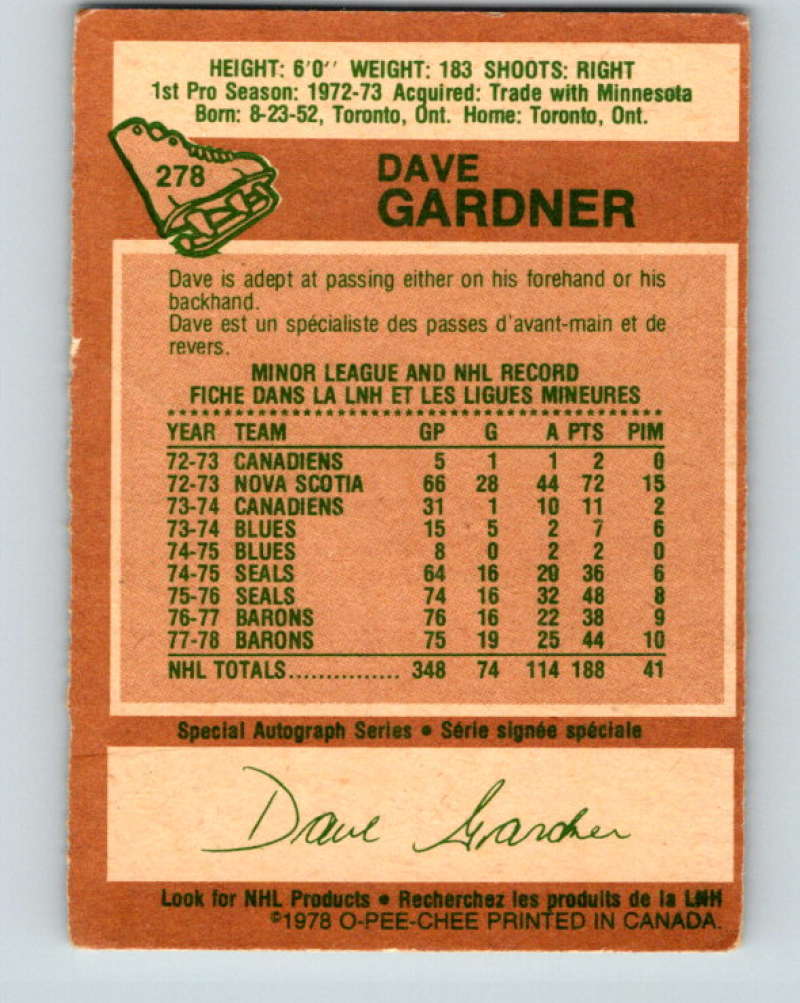 HEIGHT: 6'0'' WEIGHT: 183 SHOOTS: RIGHT
1st Pro Season: 1972-73 Acquired: Trade with Minnesota
Born: 8-23-52, Toronto, Ont. Home: Toronto, Ont.
278
DAVE
GARDNER
Dave is adept at passing either on his forehand or his
backhand.
Dave est un spécialiste des passes d'avant-main et de
revers.
MINOR LEAGUE AND NHL RECORD
FICHE DANS LA LNH ET LES LIGUES MINEURES
YEAR TEAM GP G A PTS PIM
72-73 CANADIENS 5 1 1 2 0
72-73 NOVA SCOTIA 66 28 44 72 15
73-74 CANADIENS 31 1 10 11 2
73-74 BLUES 15 5 2 7 6
74-75 BLUES 8 0 2 2 0
74-75 SEALS 64 16 20 36 6
75-76 SEALS 74 16 32 48 8
76-77 BARONS 76 16 22 38 9
77-78 BARONS 75 19 25 44 10
NHL TOTALS............... 348 74 114 188 41
Special Autograph Series • Série signée spéciale
Dave Gardner
Look for NHL Products • Recherchez les produits de la LNH
©1978 O-PEE-CHEE PRINTED IN CANADA.